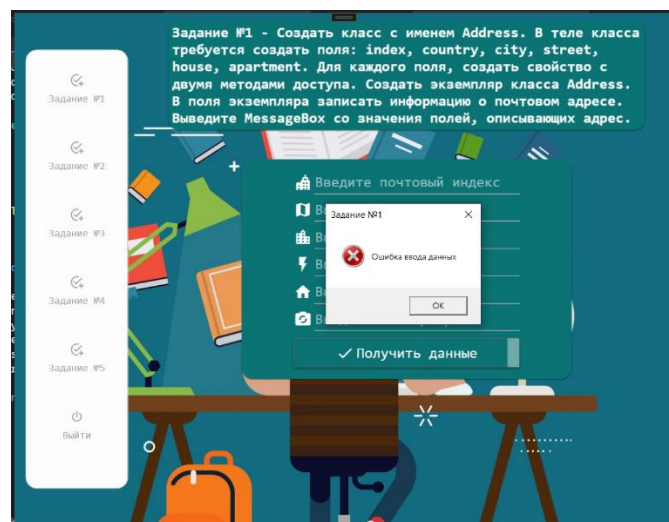 Задание №1 - Создать класс с именем Address. В теле класса
требуется создать поля: index, country, city, street,
house, apartment. Для каждого поля, создать свойство с
двумя методами доступа. Создать экземпляр класса Address.
В поля экземпляра записать информацию о почтовом адресе.
Выведите MessageBox со значения полей, описывающих адрес.
Задание №1
Задание №2
Задание №3
Задание №4
Задание №5
Выйти
Введите почтовый индекс
Задание №1
Ошибка ввода данных
OK
Получить данные